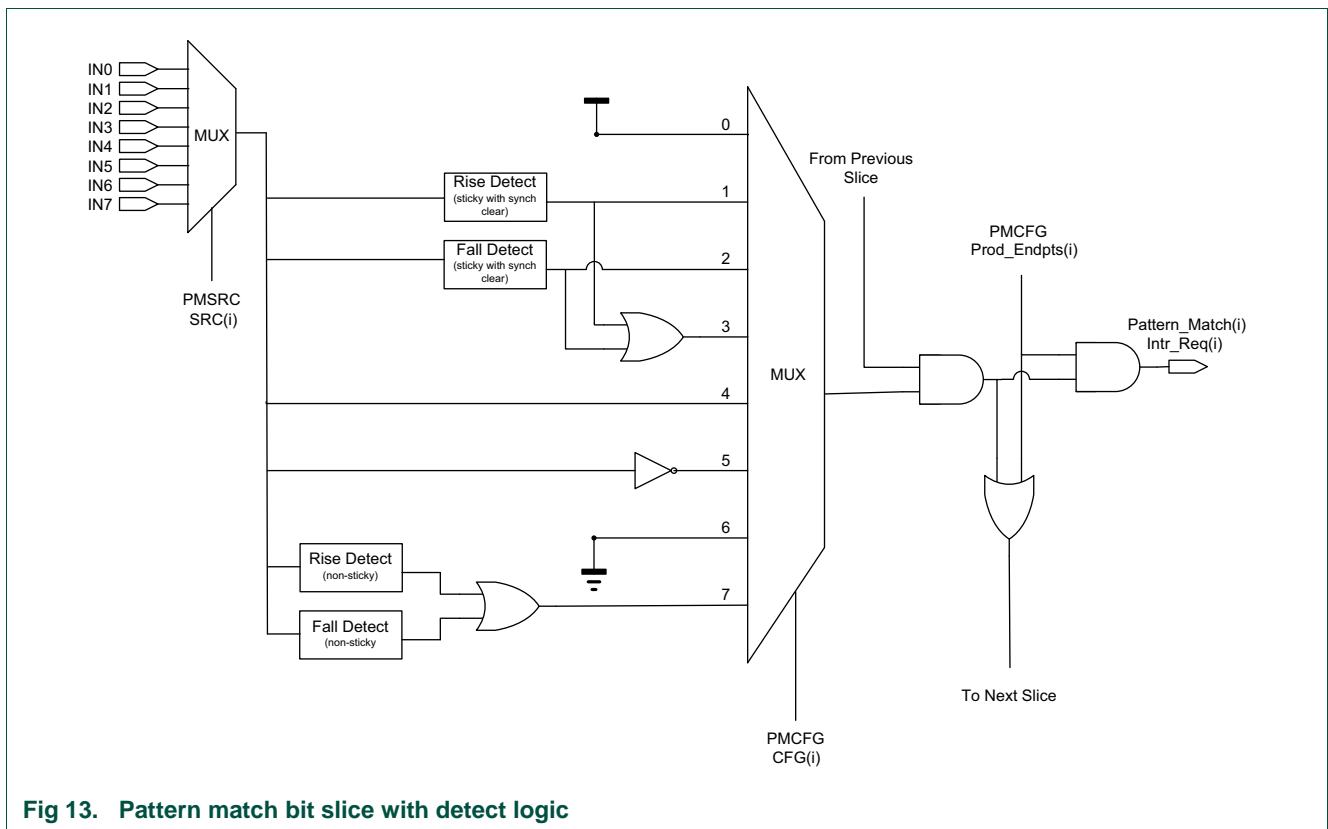 IN0
IN1
IN2
IN3
IN4
IN5
IN6
IN7
MUX
PMSRC
SRC(i)
Rise Detect
(sticky with synch
clear)
Fall Detect
(sticky with synch
clear)
Rise Detect
(non-sticky)
Fall Detect
(non-sticky
0
1
2
3
4
5
6
7
MUX
PMCFG
CFG(i)
From Previous
Slice
PMCFG
Prod_Endpts(i)
Pattern_Match(i)
Intr_Req(i)
To Next Slice
Fig 13. Pattern match bit slice with detect logic